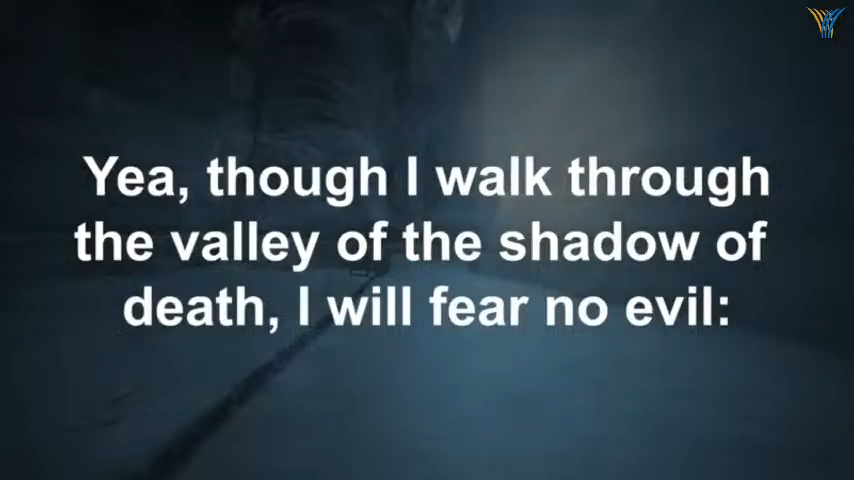 Yea, though I walk through
the valley of the shadow of
death, I will fear no evil: